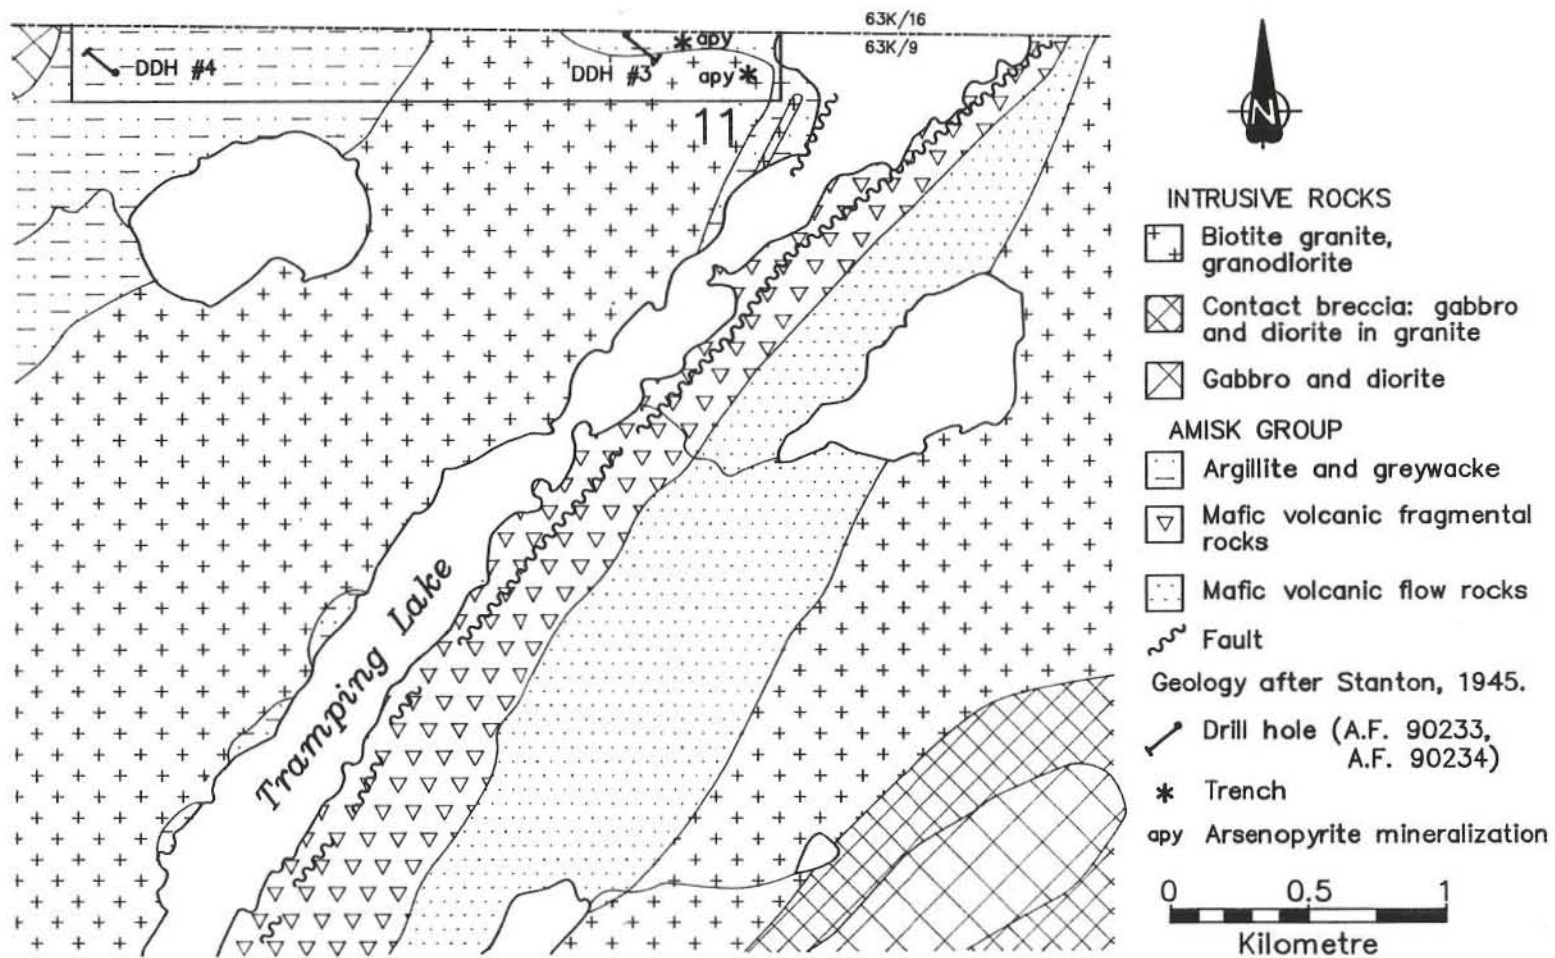 63K/16
63K/9
DDH #4
apy
DDH #3
apy
11
Tramping Lake
N
INTRUSIVE ROCKS
Biotite granite,
granodiorite
Contact breccia: gabbro
and diorite in granite
Gabbro and diorite
AMISK GROUP
Argillite and greywacke
Mafic volcanic fragmental
rocks
Mafic volcanic flow rocks
Fault
Geology after Stanton, 1945.
Drill hole (A.F. 90233,
A.F. 90234)
Trench
apy Arsenopyrite mineralization
0 0.5 1
Kilometre